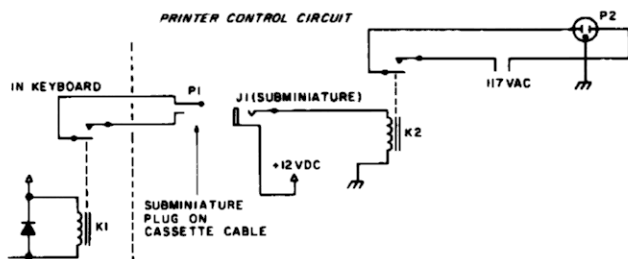 PRINTER CONTROL CIRCUIT
P2
IN KEYBOARD
P1
J1 (SUBMINIATURE)
117 VAC
K2
+12 VDC
SUBMINIATURE
PLUG ON
CASSETTE CABLE
K1